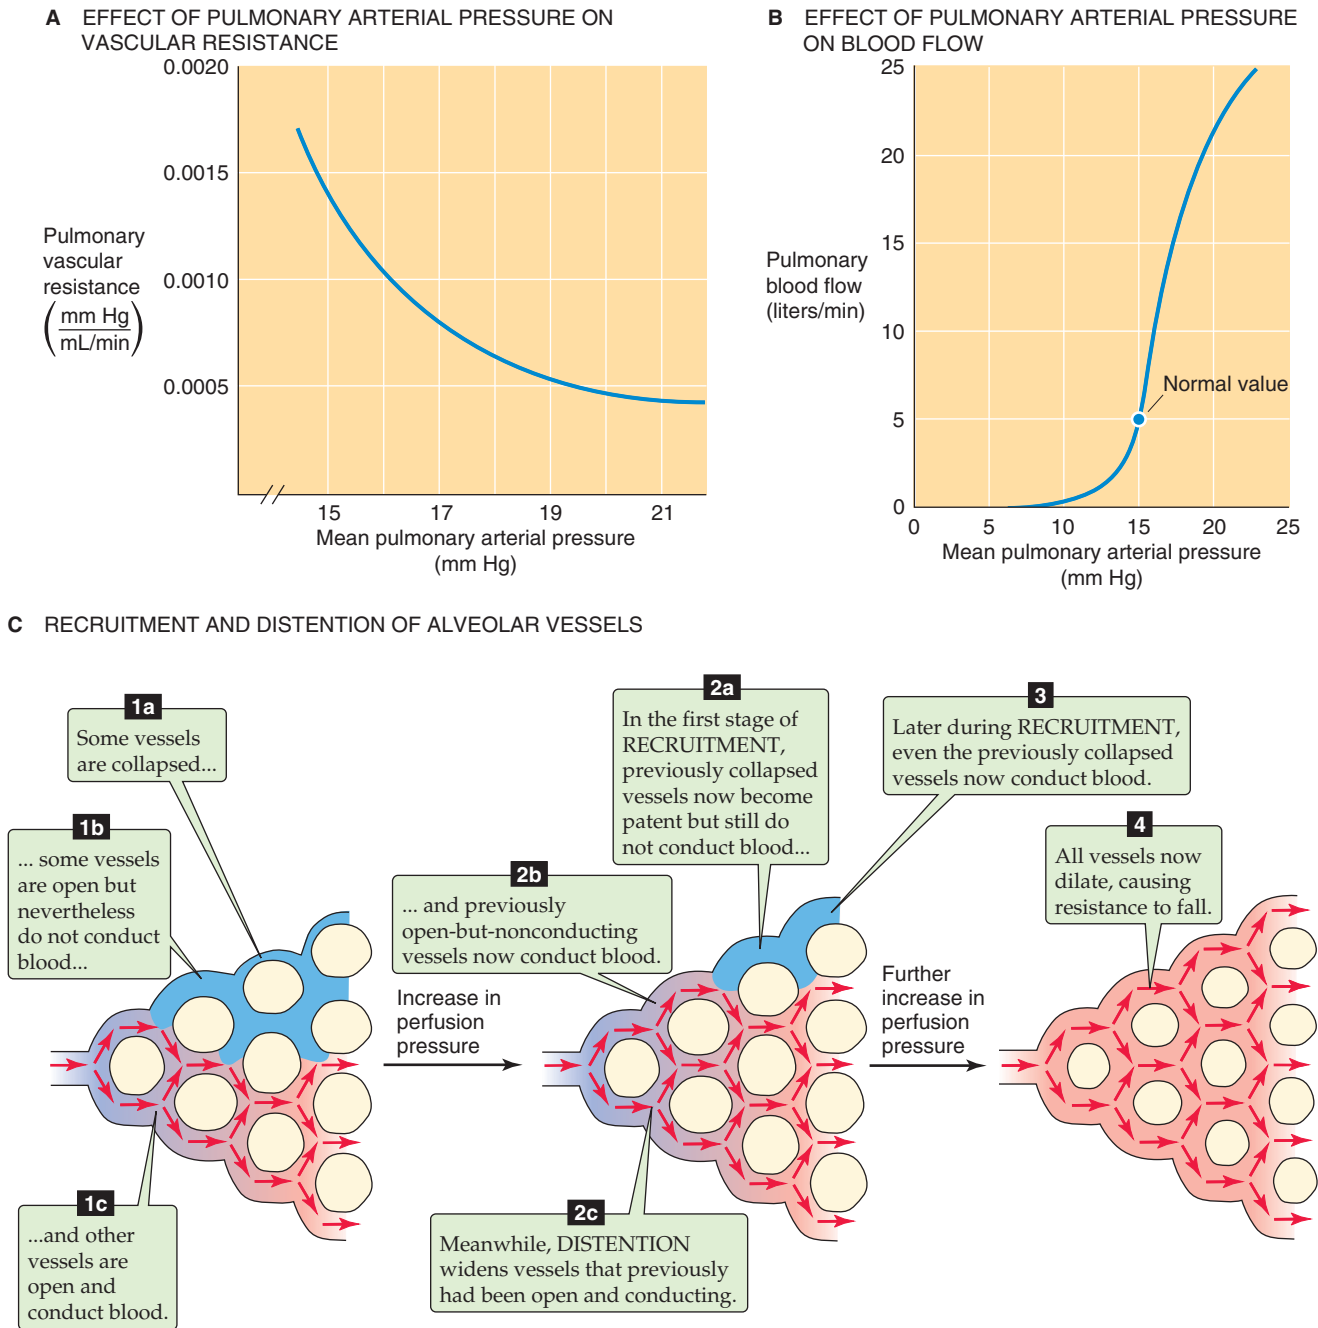 A EFFECT OF PULMONARY ARTERIAL PRESSURE ON
VASCULAR RESISTANCE
0.0020
0.0015
0.0010
0.0005
Pulmonary
vascular
resistance
(mm Hg
mL/min)
15 17 19 21
Mean pulmonary arterial pressure
(mm Hg)
B EFFECT OF PULMONARY ARTERIAL PRESSURE
ON BLOOD FLOW
25
20
15
10
5
0
Pulmonary
blood flow
(liters/min)
Normal value
0 5 10 15 20 25
Mean pulmonary arterial pressure
(mm Hg)
C RECRUITMENT AND DISTENTION OF ALVEOLAR VESSELS
1a
Some vessels
are collapsed...
1b
... some vessels
are open but
nevertheless
do not conduct
blood...
1c
...and other
vessels are
open and
conduct blood.
Increase in
perfusion
pressure
2a
In the first stage of
RECRUITMENT,
previously collapsed
vessels now become
patent but still do
not conduct blood...
2b
... and previously
open-but-nonconducting
vessels now conduct blood.
2c
Meanwhile, DISTENTION
widens vessels that previously
had been open and conducting.
3
Later during RECRUITMENT,
even the previously collapsed
vessels now conduct blood.
Further
increase in
perfusion
pressure
4
All vessels now
dilate, causing
resistance to fall.